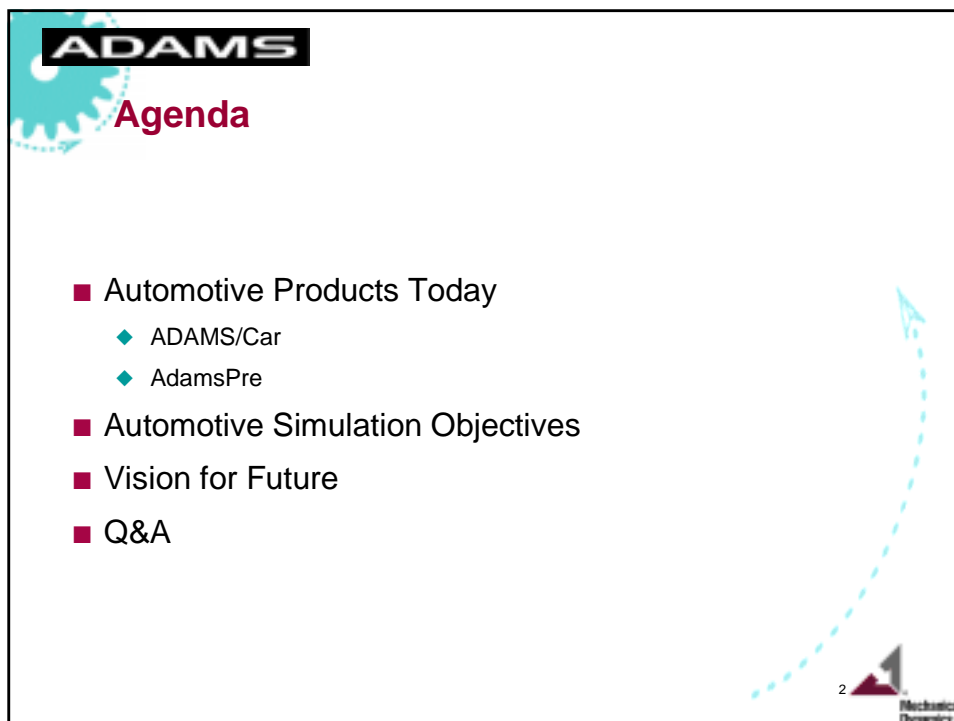 ADAMS
Agenda
Automotive Products Today
ADAMS/Car
AdamsPre
Automotive Simulation Objectives
Vision for Future
Q&A
2